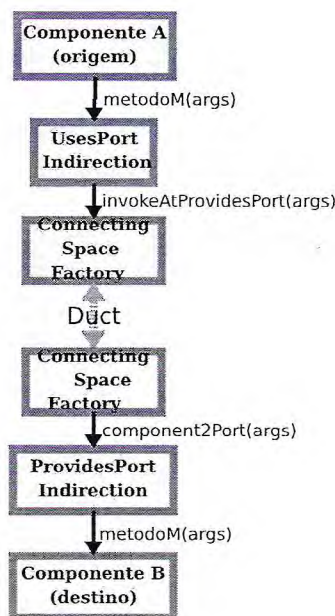 Componente A
(origem)
metodoM(args)
UsesPort
Indirection
invokeAtProvidesPort(args)
Connecting
Space
Factory
Duct
Connecting
Space
Factory
component2Port(args)
ProvidesPort
Indirection
metodoM(args)
Componente B
(destino)